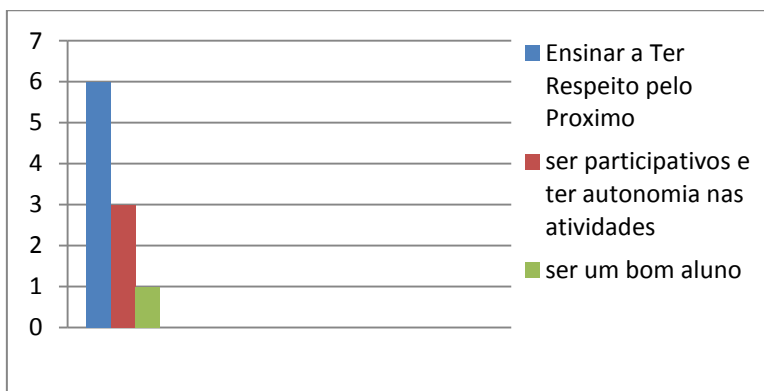 7
6
5
4
3
2
1
0
Ensinar a Ter
Respeito pelo
Proximo
ser participativos e
ter autonomia nas
atividades
ser um bom aluno